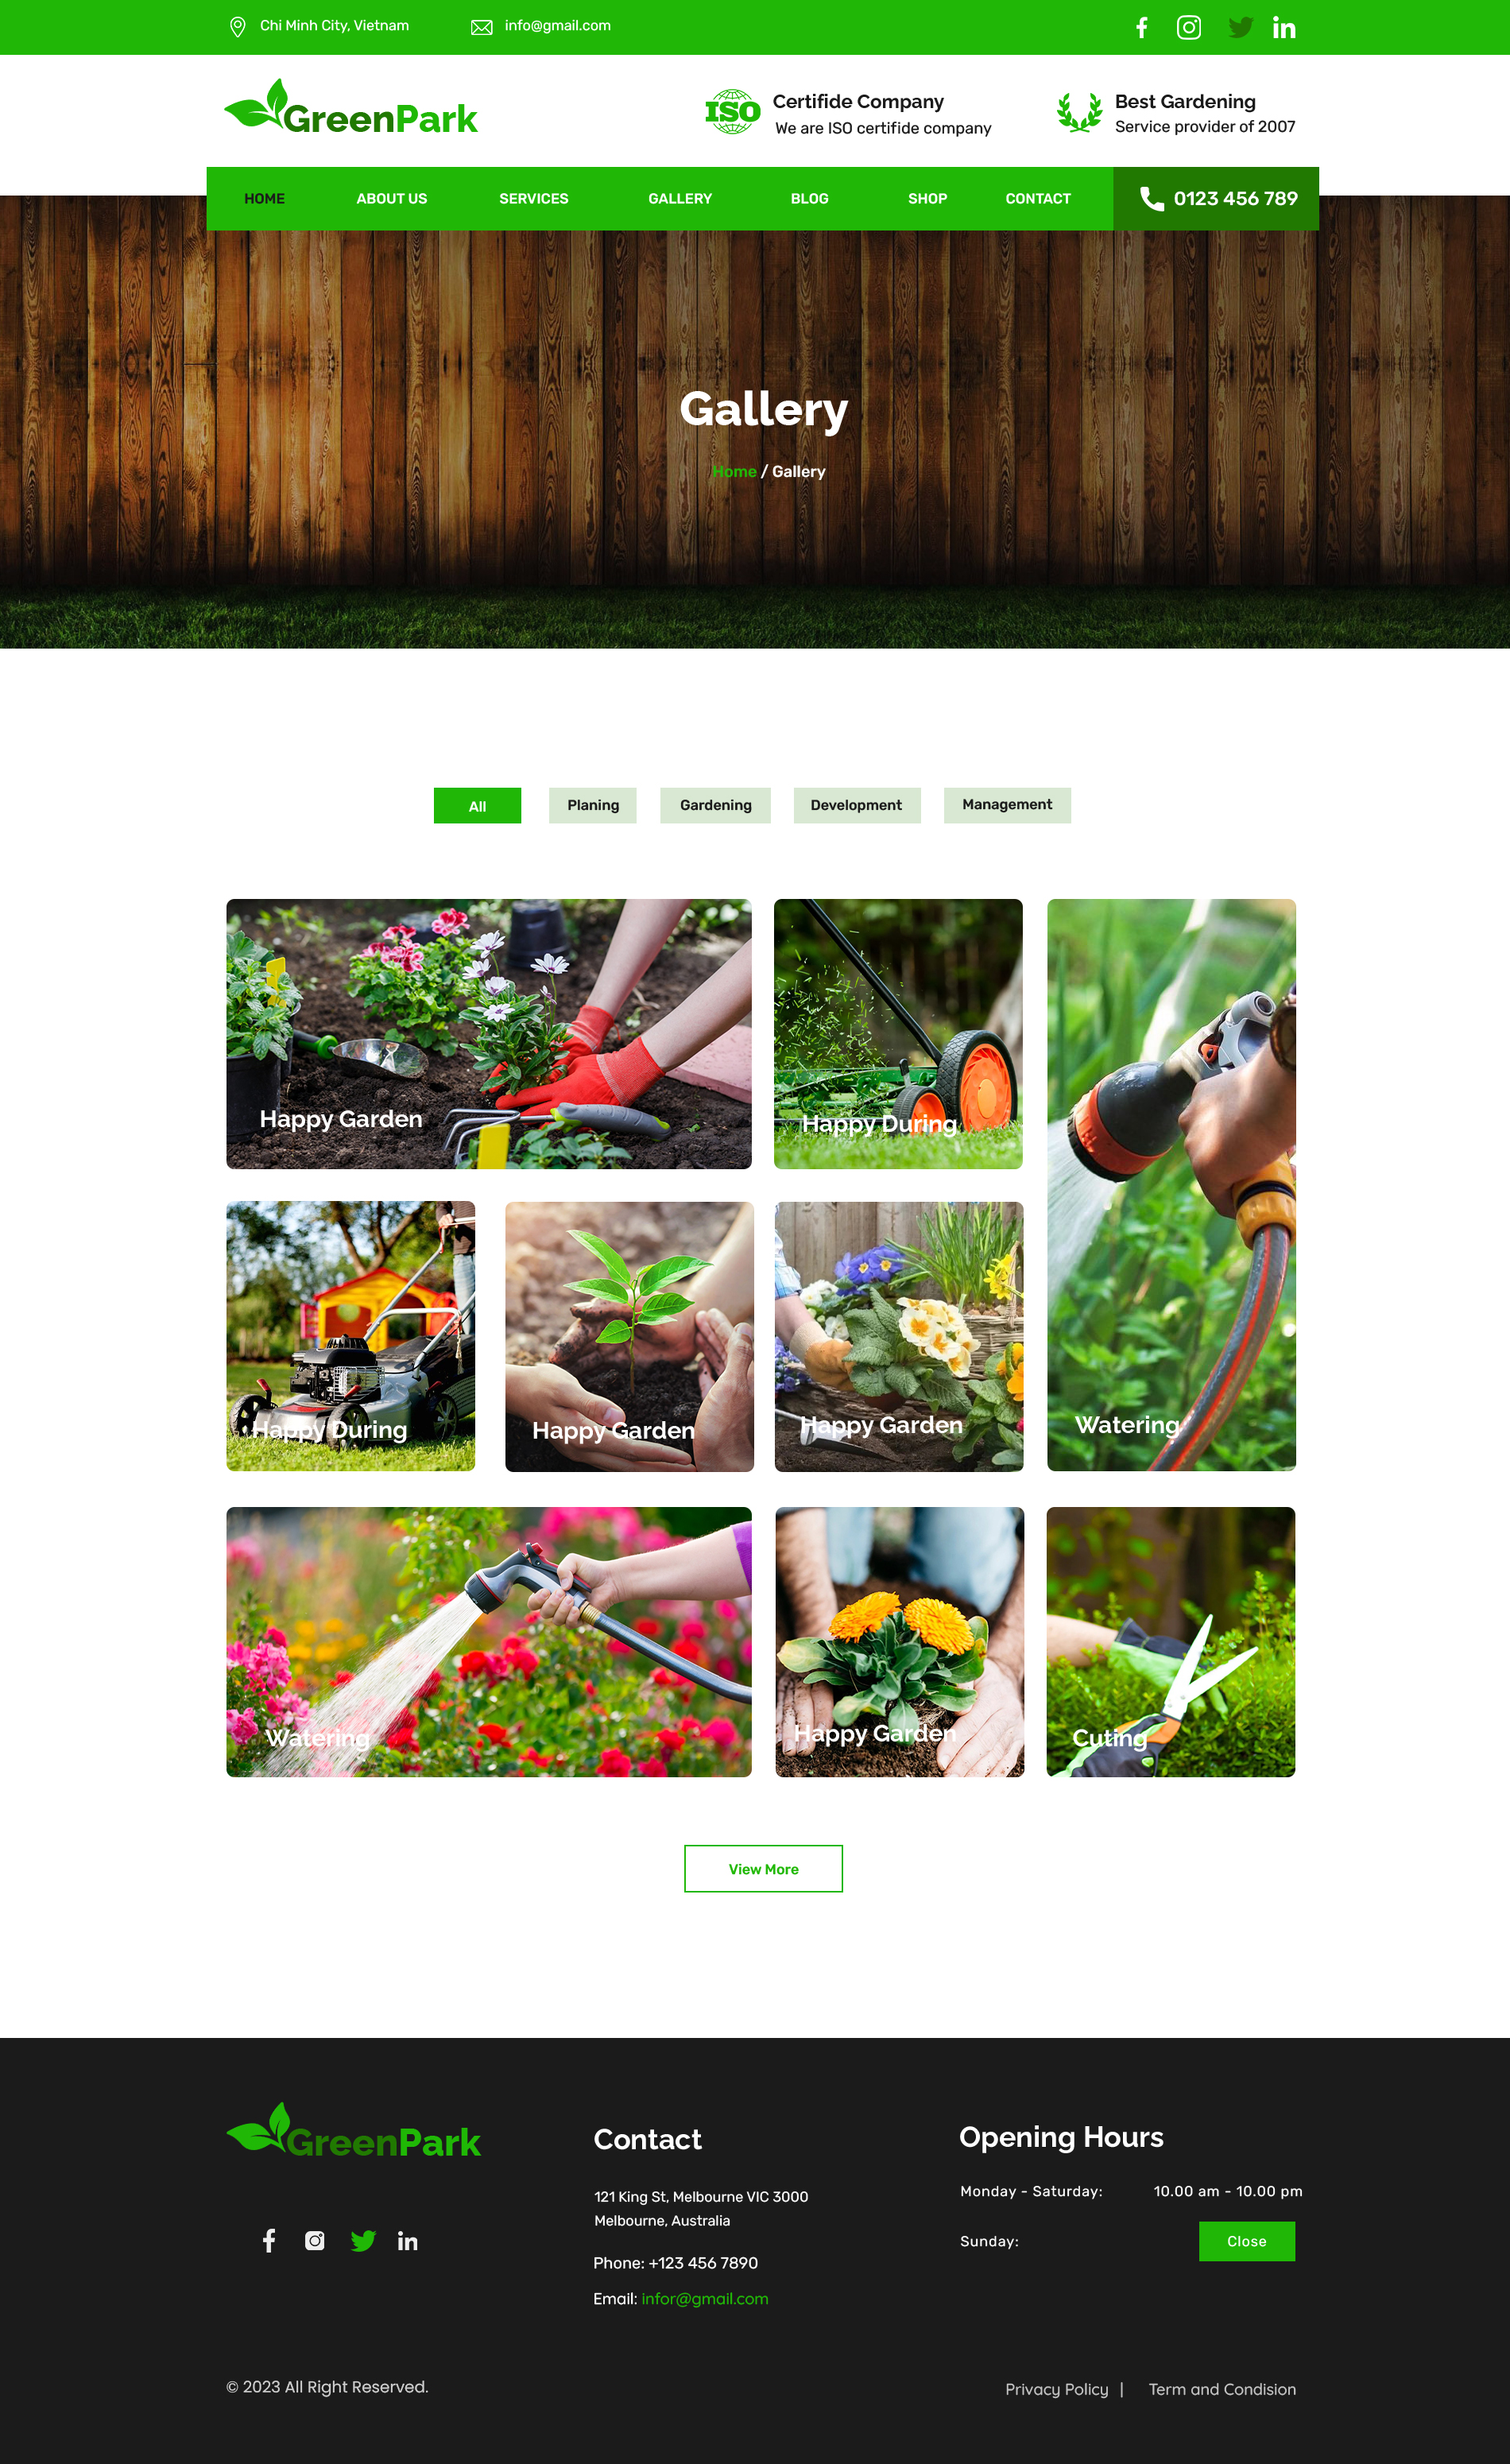 Chi Minh City, Vietnam
info@gmail.com
GreenPark
ISO
Certifide Company
We are ISO certifide company
Best Gardening
Service provider of 2007
HOME
ABOUT US
SERVICES
GALLERY
BLOG
SHOP
CONTACT
0123 456 789
Gallery
Home / Gallery
All
Planing
Gardening
Development
Management
Happy Garden
Happy During
Happy During
Happy Garden
Happy Garden
Watering
Watering
Happy Garden
Cuting
View More
GreenPark
Contact
121 King St, Melbourne VIC 3000
Melbourne, Australia
Phone: +123 456 7890
Email: infor@gmail.com
Opening Hours
Monday - Saturday:
10.00 am - 10.00 pm
Sunday:
Close
© 2023 All Right Reserved.
Privacy Policy |
Term and Condision